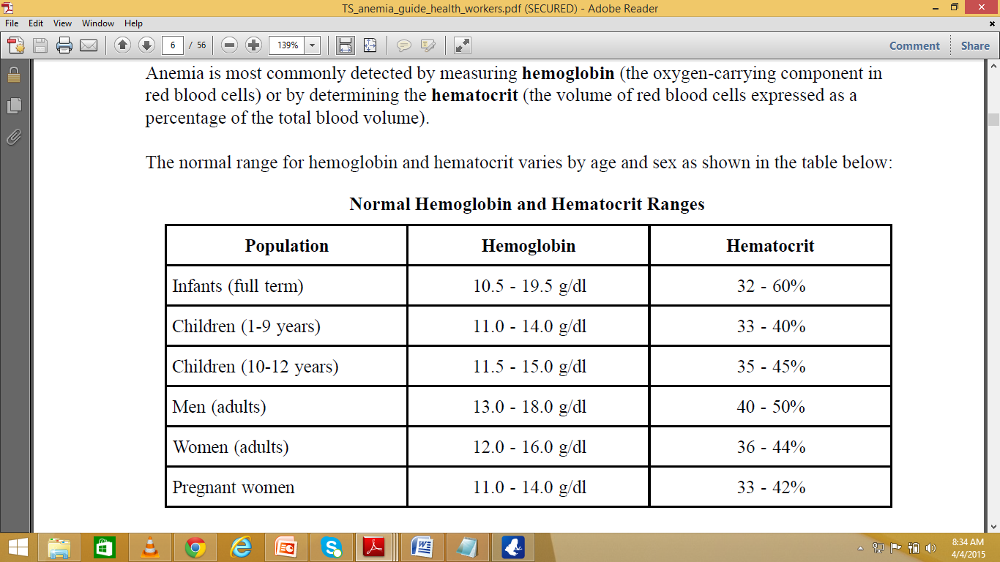 TS_anemia_guide_health_workers.pdf (SECURED) - Adobe Reader
File Edit View Window Help
6 / 56 139% Comment Share
Anemia is most commonly detected by measuring hemoglobin (the oxygen-carrying component in
red blood cells) or by determining the hematocrit (the volume of red blood cells expressed as a
percentage of the total blood volume).
The normal range for hemoglobin and hematocrit varies by age and sex as shown in the table below:
Normal Hemoglobin and Hematocrit Ranges
Population Hemoglobin Hematocrit
Infants (full term) 10.5 - 19.5 g/dl 32 - 60%
Children (1-9 years) 11.0 - 14.0 g/dl 33 - 40%
Children (10-12 years) 11.5 - 15.0 g/dl 35 - 45%
Men (adults) 13.0 - 18.0 g/dl 40 - 50%
Women (adults) 12.0 - 16.0 g/dl 36 - 44%
Pregnant women 11.0 - 14.0 g/dl 33 - 42%
8:34 AM
4/4/2015